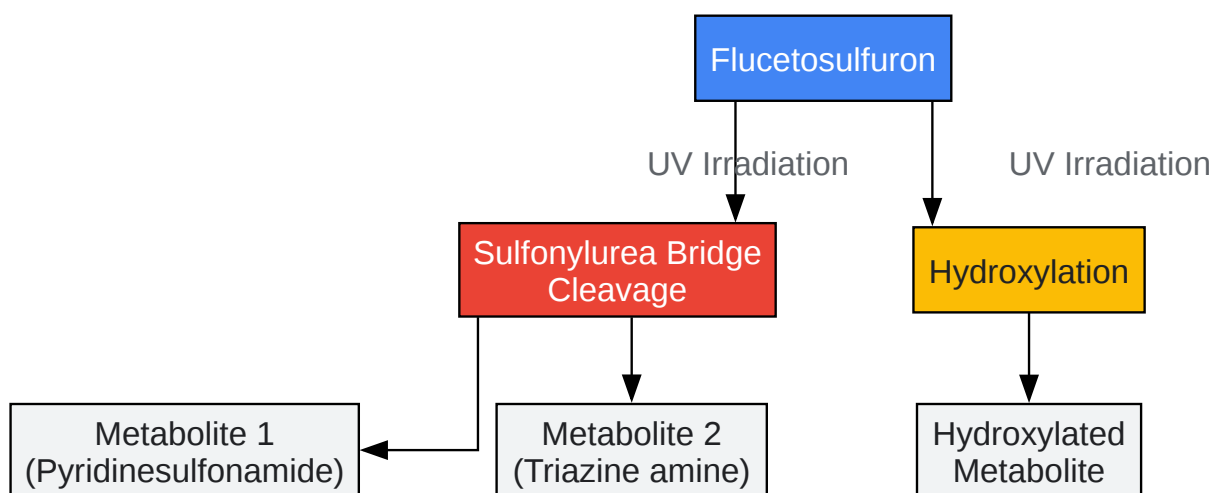 Flucetosulfuron
UV Irradiation
UV Irradiation
Sulfonylurea Bridge
Cleavage
Hydroxylation
Metabolite 1
(Pyridinesulfonamide)
Metabolite 2
(Triazine amine)
Hydroxylated
Metabolite